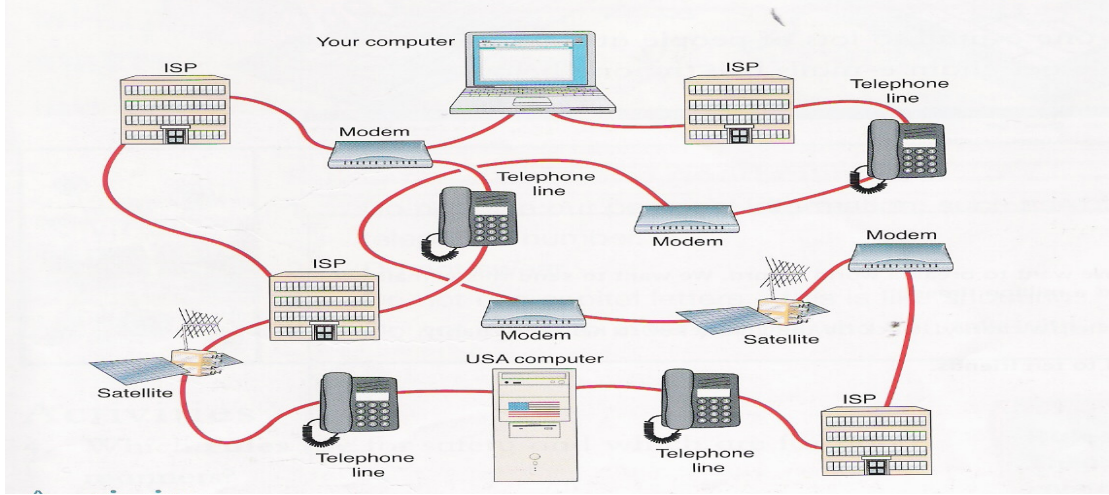 Your computer
ISP
ISP
Telephone
line
Modem
Telephone
line
Modem
Modem
ISP
Modem
Satellite
Satellite
USA computer
ISP
Telephone
line
Telephone
line